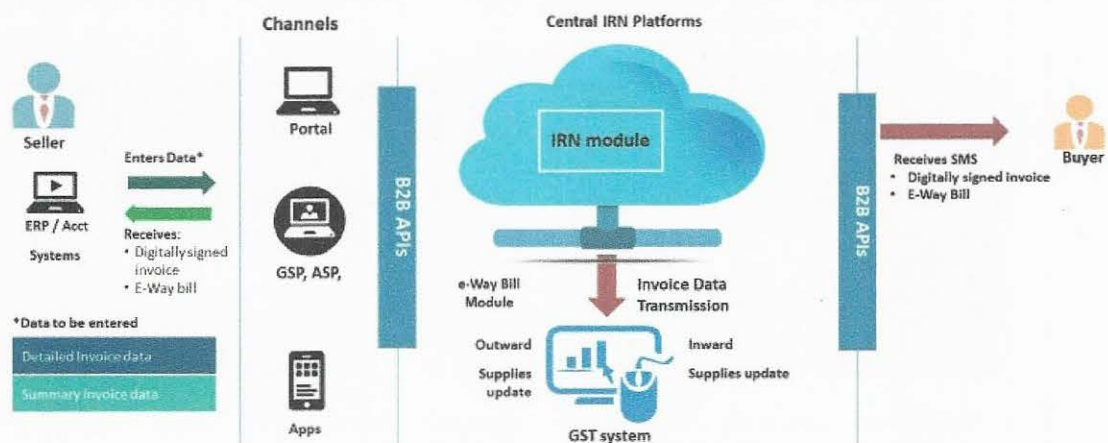 Channels
Central IRN Platforms
Seller
Enters Data*
ERP / Acct
Systems
Receives:
• Digitally signed
invoice
• E-Way bill
*Data to be entered
Detailed Invoice data
Summary Invoice data
Portal
GSP, ASP,
Apps
B2B APIs
IRN module
e-Way Bill
Module
Invoice Data
Transmission
Outward
Supplies
update
Inward
Supplies update
GST system
B2B APIs
Receives SMS
• Digitally signed invoice
• E-Way Bill
Buyer